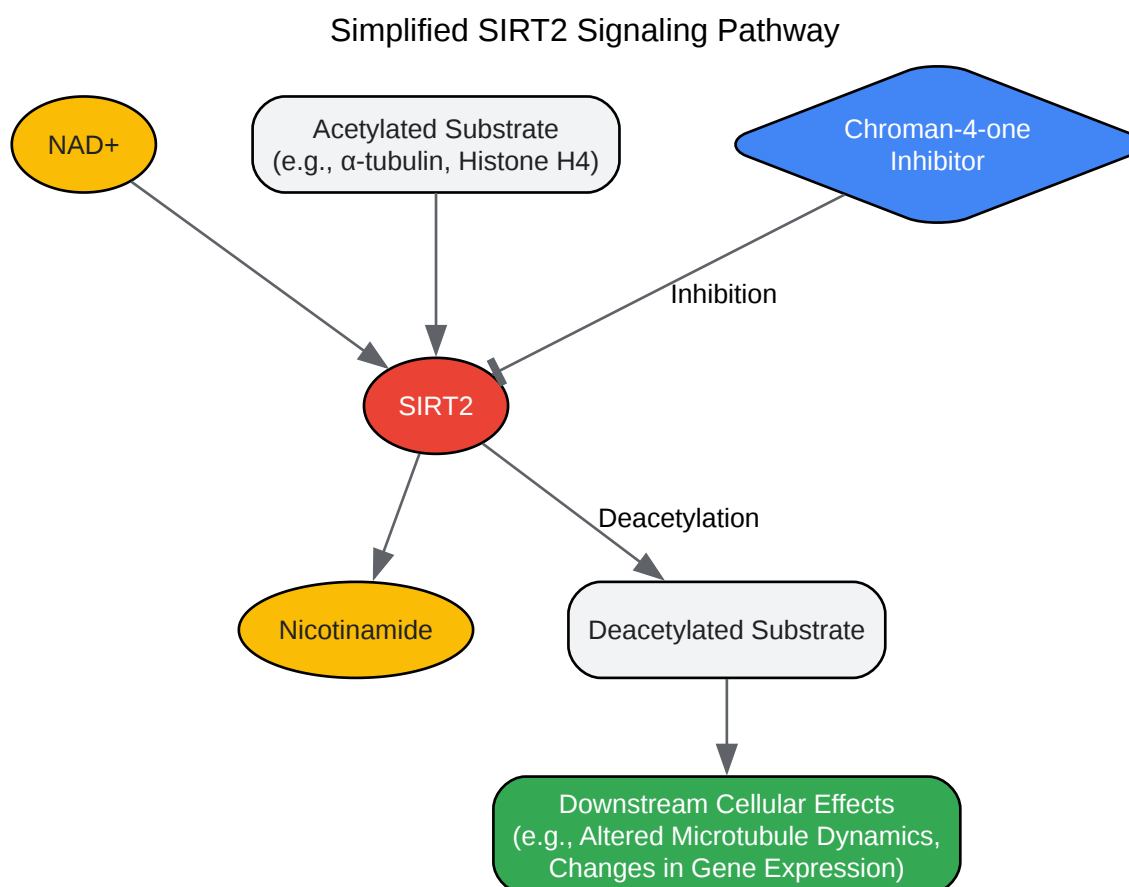 Simplified SIRT2 Signaling Pathway
NAD+
Acetylated Substrate
(e.g., α-tubulin, Histone H4)
Chroman-4-one
Inhibitor
Inhibition
SIRT2
Deacetylation
Nicotinamide
Deacetylated Substrate
Downstream Cellular Effects
(e.g., Altered Microtubule Dynamics,
Changes in Gene Expression)